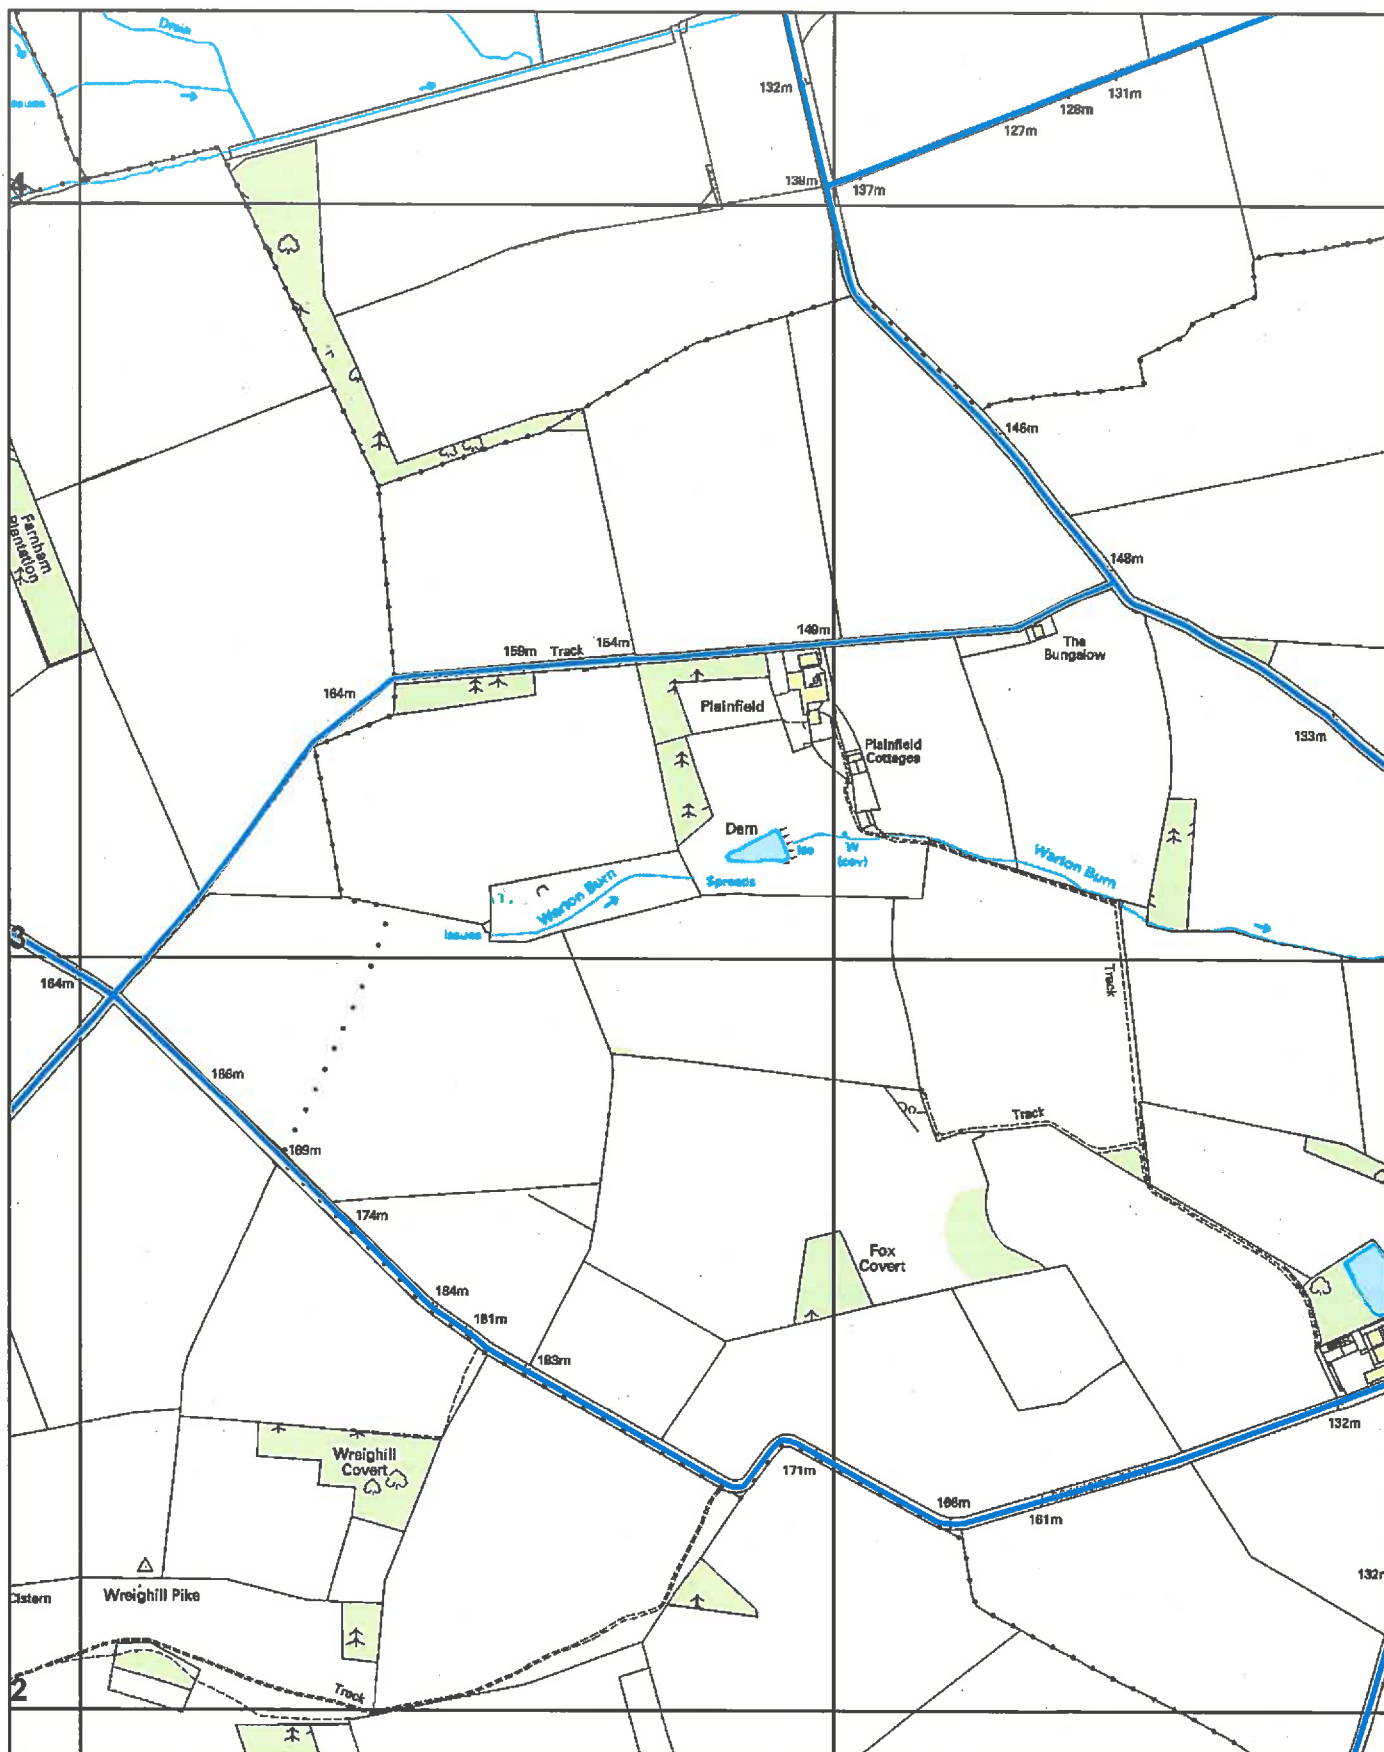 Drain
132m
131m
128m
127m
4
139m
137m
146m
Farnham
Plantation
148m
149m
154m
159m
Track
The
Bungalow
164m
Plainfield
133m
Plainfield
Cottages
Dam
W
(cov)
Warton Burn
Spreads
Warton Burn
Issues
3
164m
Track
166m
Track
169m
174m
Fox
Covert
184m
181m
183m
132m
Wreighill
Covert
171m
166m
161m
Cistern
Wreighill Pike
2
Track